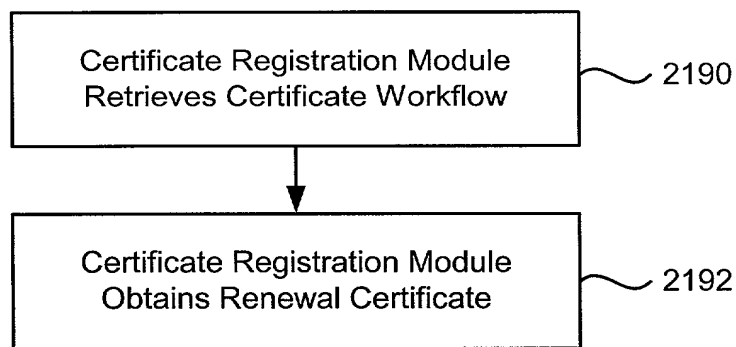 Certificate Registration Module
Retrieves Certificate Workflow
2190
Certificate Registration Module
Obtains Renewal Certificate
2192